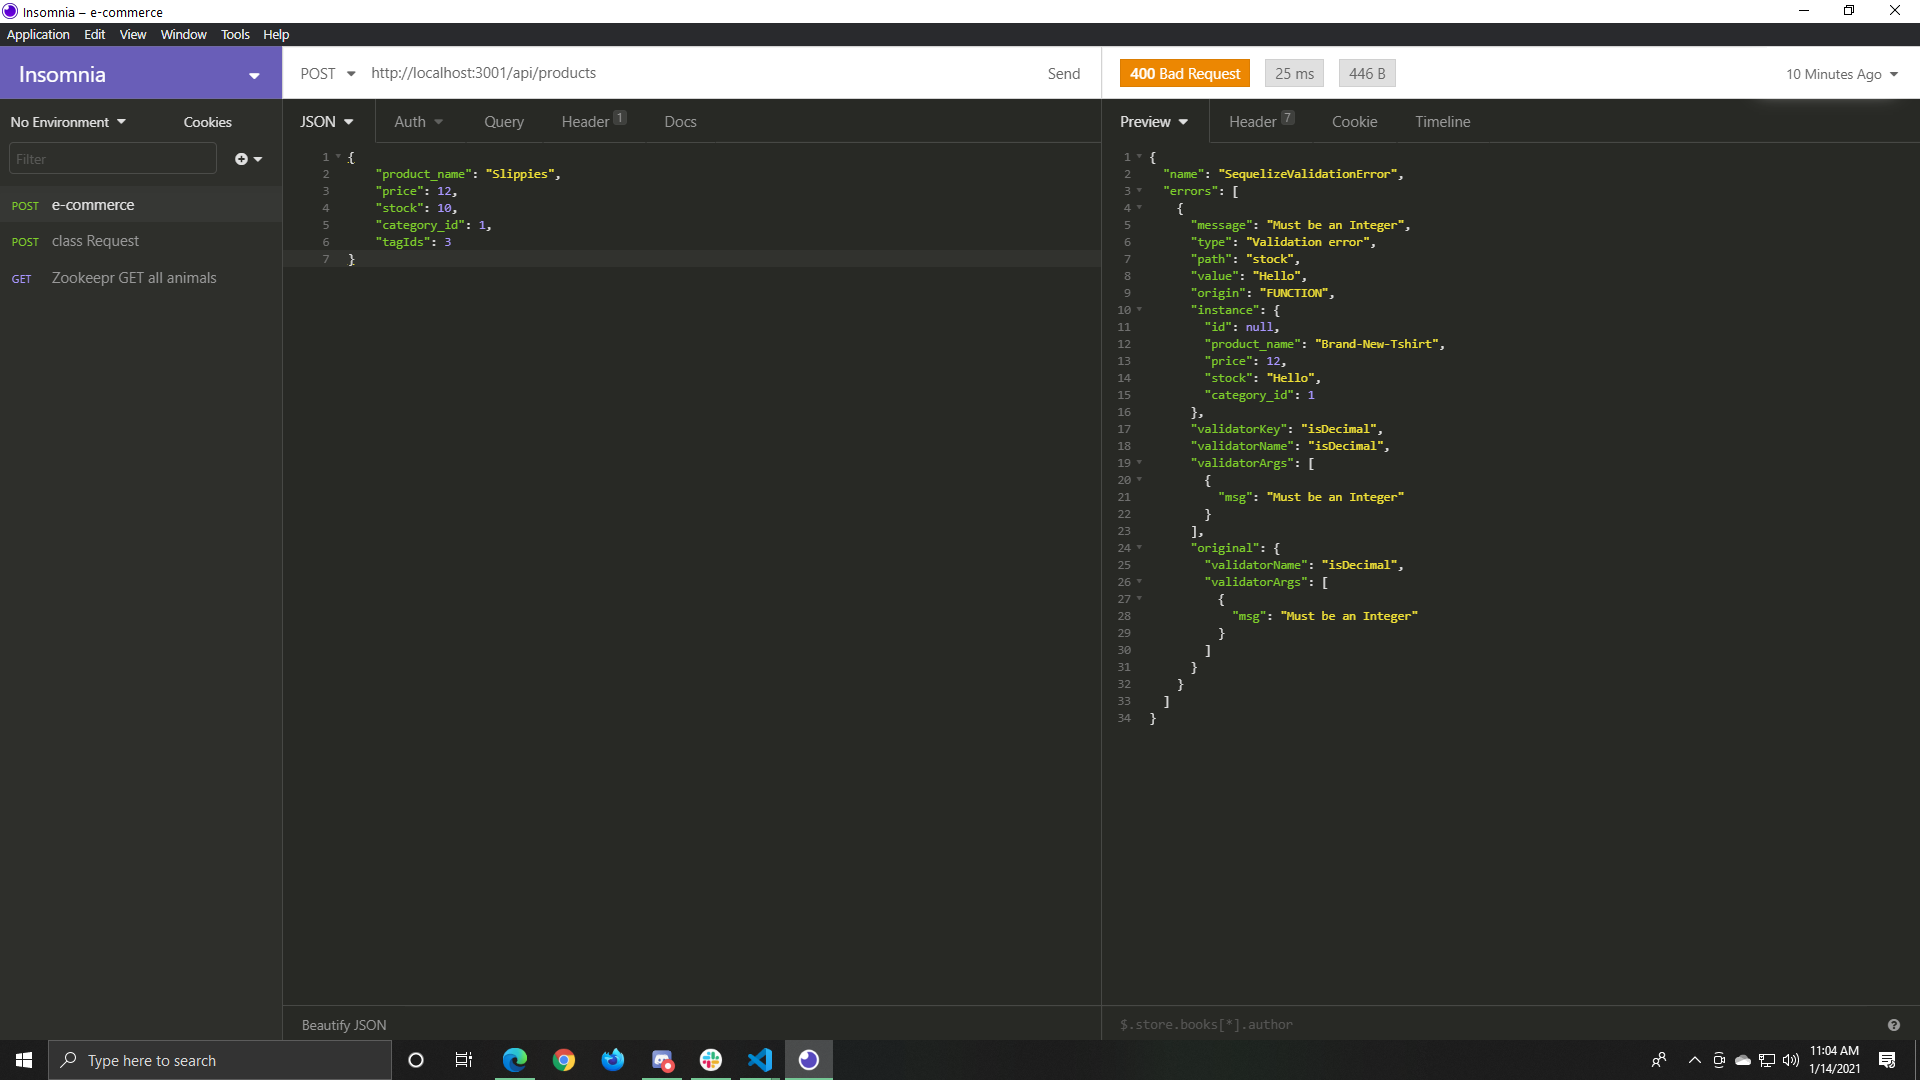 Insomnia – e-commerce
Application Edit View Window Tools Help
Insomnia
POST http://localhost:3001/api/products Send
400 Bad Request 25 ms 446 B 10 Minutes Ago
No Environment Cookies
Filter
POST e-commerce
POST class Request
GET Zookeepr GET all animals
JSON Auth Query Header 1 Docs
1 {
2 "product_name": "Slippies",
3 "price": 12,
4 "stock": 10,
5 "category_id": 1,
6 "tagIds": 3
7 }
Beautify JSON
Preview Header 7 Cookie Timeline
1 {
2 "name": "SequelizeValidationError",
3 "errors": [
4 {
5 "message": "Must be an Integer",
6 "type": "Validation error",
7 "path": "stock",
8 "value": "Hello",
9 "origin": "FUNCTION",
10 "instance": {
11 "id": null,
12 "product_name": "Brand-New-Tshirt",
13 "price": 12,
14 "stock": "Hello",
15 "category_id": 1
16 },
17 "validatorKey": "isDecimal",
18 "validatorName": "isDecimal",
19 "validatorArgs": [
20 {
21 "msg": "Must be an Integer"
22 }
23 ],
24 "original": {
25 "validatorName": "isDecimal",
26 "validatorArgs": [
27 {
28 "msg": "Must be an Integer"
29 }
30 ]
31 }
32 }
33 ]
34 }
$.store.books[*].author
Type here to search
11:04 AM
1/14/2021